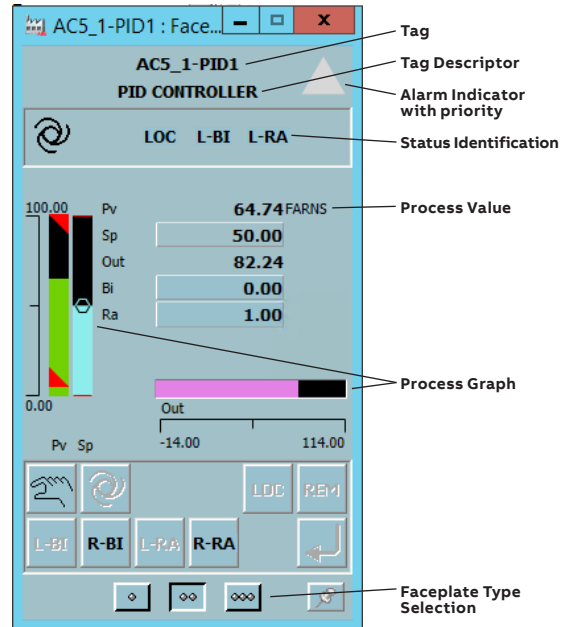 AC5_1-PID1 : Face...
x
Tag
AC5_1-PID1
Tag Descriptor
PID CONTROLLER
Alarm Indicator
with priority
LOC L-BI L-RA
Status Identification
100.00
Pv 64.74 FARNS
Process Value
Sp 50.00
Out 82.24
Bi 0.00
Ra 1.00
Process Graph
0.00
Out
Pv Sp
-14.00 114.00
LOC REM
L-BI R-BI L-RA R-RA
Faceplate Type
Selection